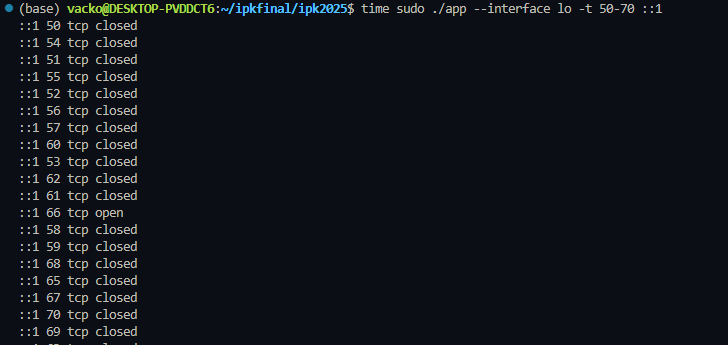 (base) vacko@DESKTOP-PVDDCT6:~/ipkfinal/ipk2025$ time sudo ./app --interface lo -t 50-70 ::1
::1 50 tcp closed
::1 54 tcp closed
::1 51 tcp closed
::1 55 tcp closed
::1 52 tcp closed
::1 56 tcp closed
::1 57 tcp closed
::1 60 tcp closed
::1 53 tcp closed
::1 62 tcp closed
::1 61 tcp closed
::1 66 tcp open
::1 58 tcp closed
::1 59 tcp closed
::1 68 tcp closed
::1 65 tcp closed
::1 67 tcp closed
::1 70 tcp closed
::1 69 tcp closed